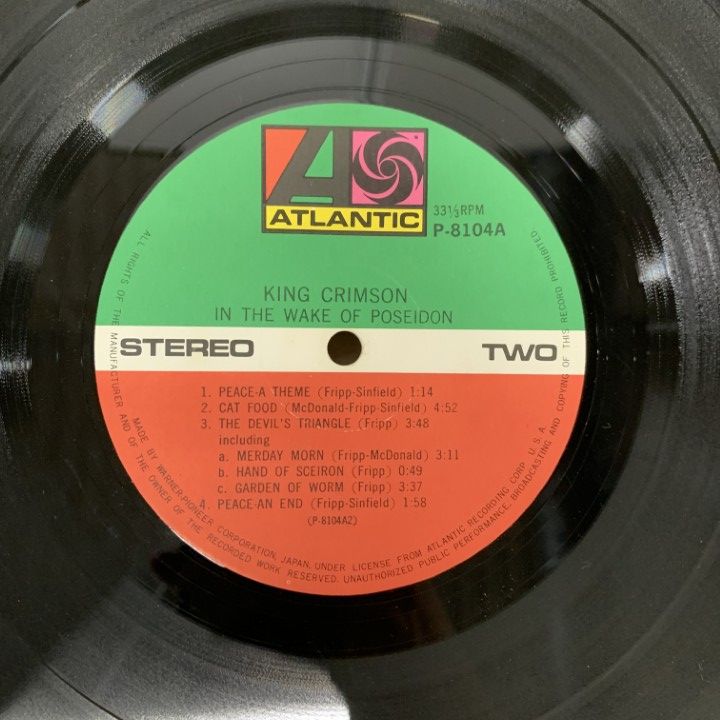 ATLANTIC
33⅓RPM
P-8104A
KING CRIMSON
IN THE WAKE OF POSEIDON
STEREO
TWO
1. PEACE-A THEME (Fripp-Sinfield) 1:14
2. CAT FOOD (McDonald-Fripp-Sinfield) 4:52
3. THE DEVIL'S TRIANGLE (Fripp) 3:48
including
a. MERDAY MORN (Fripp-McDonald) 3:11
b. HAND OF SCEIRON (Fripp) 0:49
c. GARDEN OF WORM (Fripp) 3:37
4. PEACE-AN END (Fripp-Sinfield) 1:58
(P-8104A2)
MADE BY WARNER-PIONEER CORPORATION, JAPAN, UNDER LICENSE FROM ATLANTIC RECORDING CORP. U.S.A.
ALL RIGHTS OF THE MANUFACTURER AND OF THE OWNER OF THE RECORDED WORK RESERVED. UNAUTHORIZED PUBLIC PERFORMANCE, BROADCASTING AND COPYING OF THIS RECORD PROHIBITED